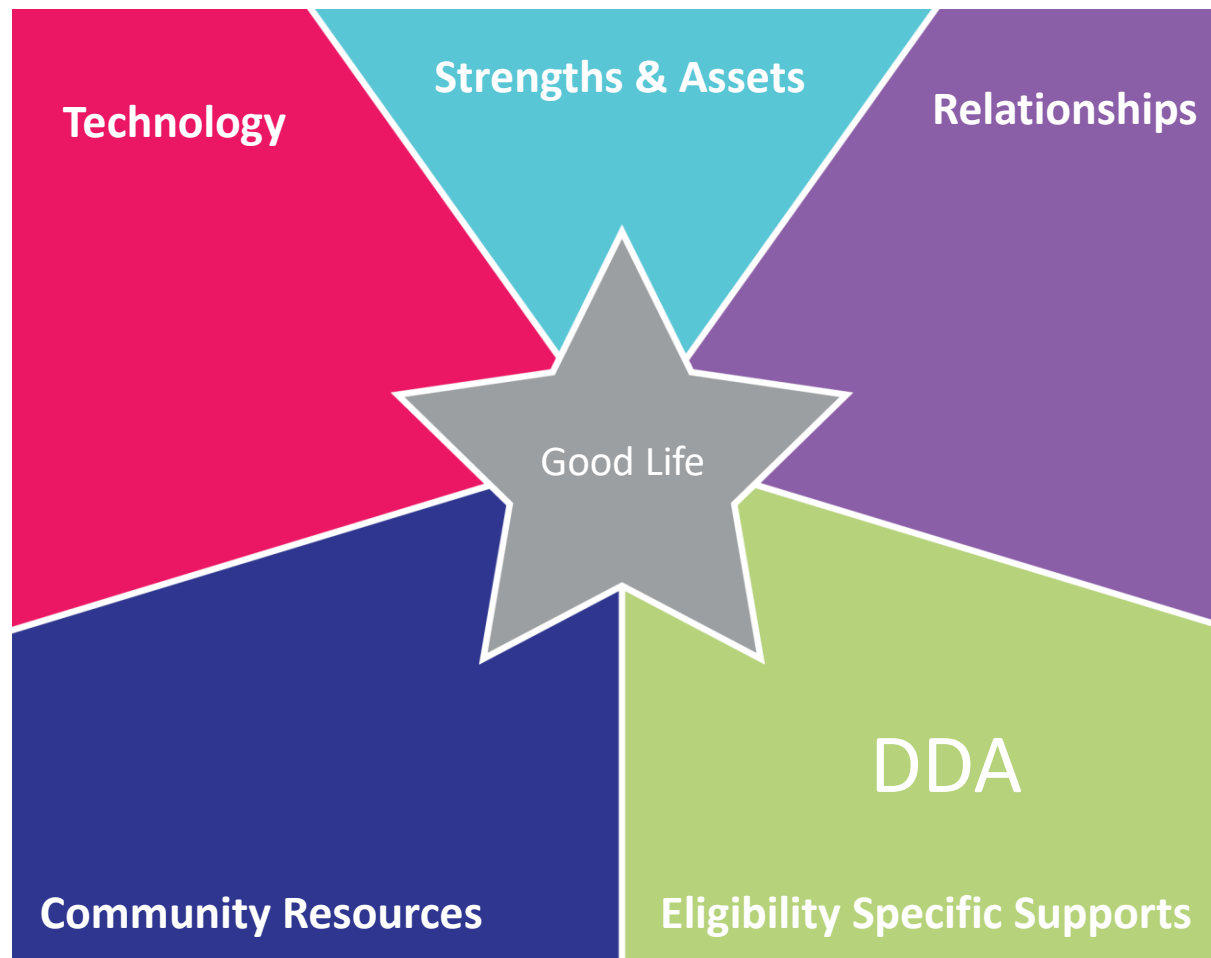 Strengths & Assets
Technology
Relationships
Good Life
DDA
Community Resources
Eligibility Specific Supports